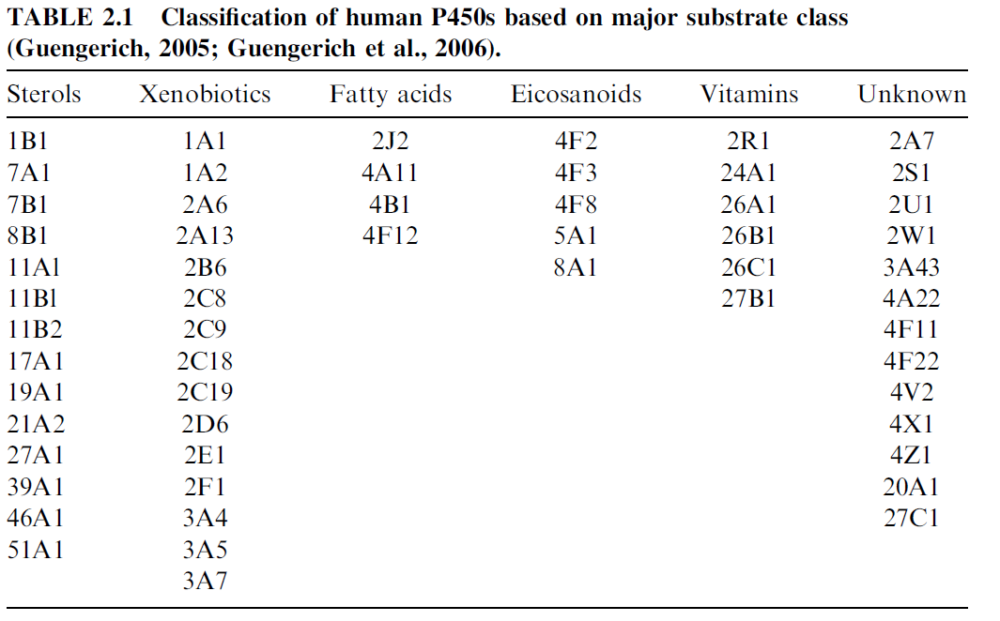 TABLE 2.1 Classification of human P450s based on major substrate class
(Guengerich, 2005; Guengerich et al., 2006).
Sterols Xenobiotics Fatty acids Eicosanoids Vitamins Unknown
1B1 1A1 2J2 4F2 2R1 2A7
7A1 1A2 4A11 4F3 24A1 2S1
7B1 2A6 4B1 4F8 26A1 2U1
8B1 2A13 4F12 5A1 26B1 2W1
11Al 2B6 8A1 26C1 3A43
11Bl 2C8 27B1 4A22
11B2 2C9 4F11
17A1 2C18 4F22
19A1 2C19 4V2
21A2 2D6 4X1
27A1 2E1 4Z1
39A1 2F1 20A1
46A1 3A4 27C1
51A1 3A5
3A7